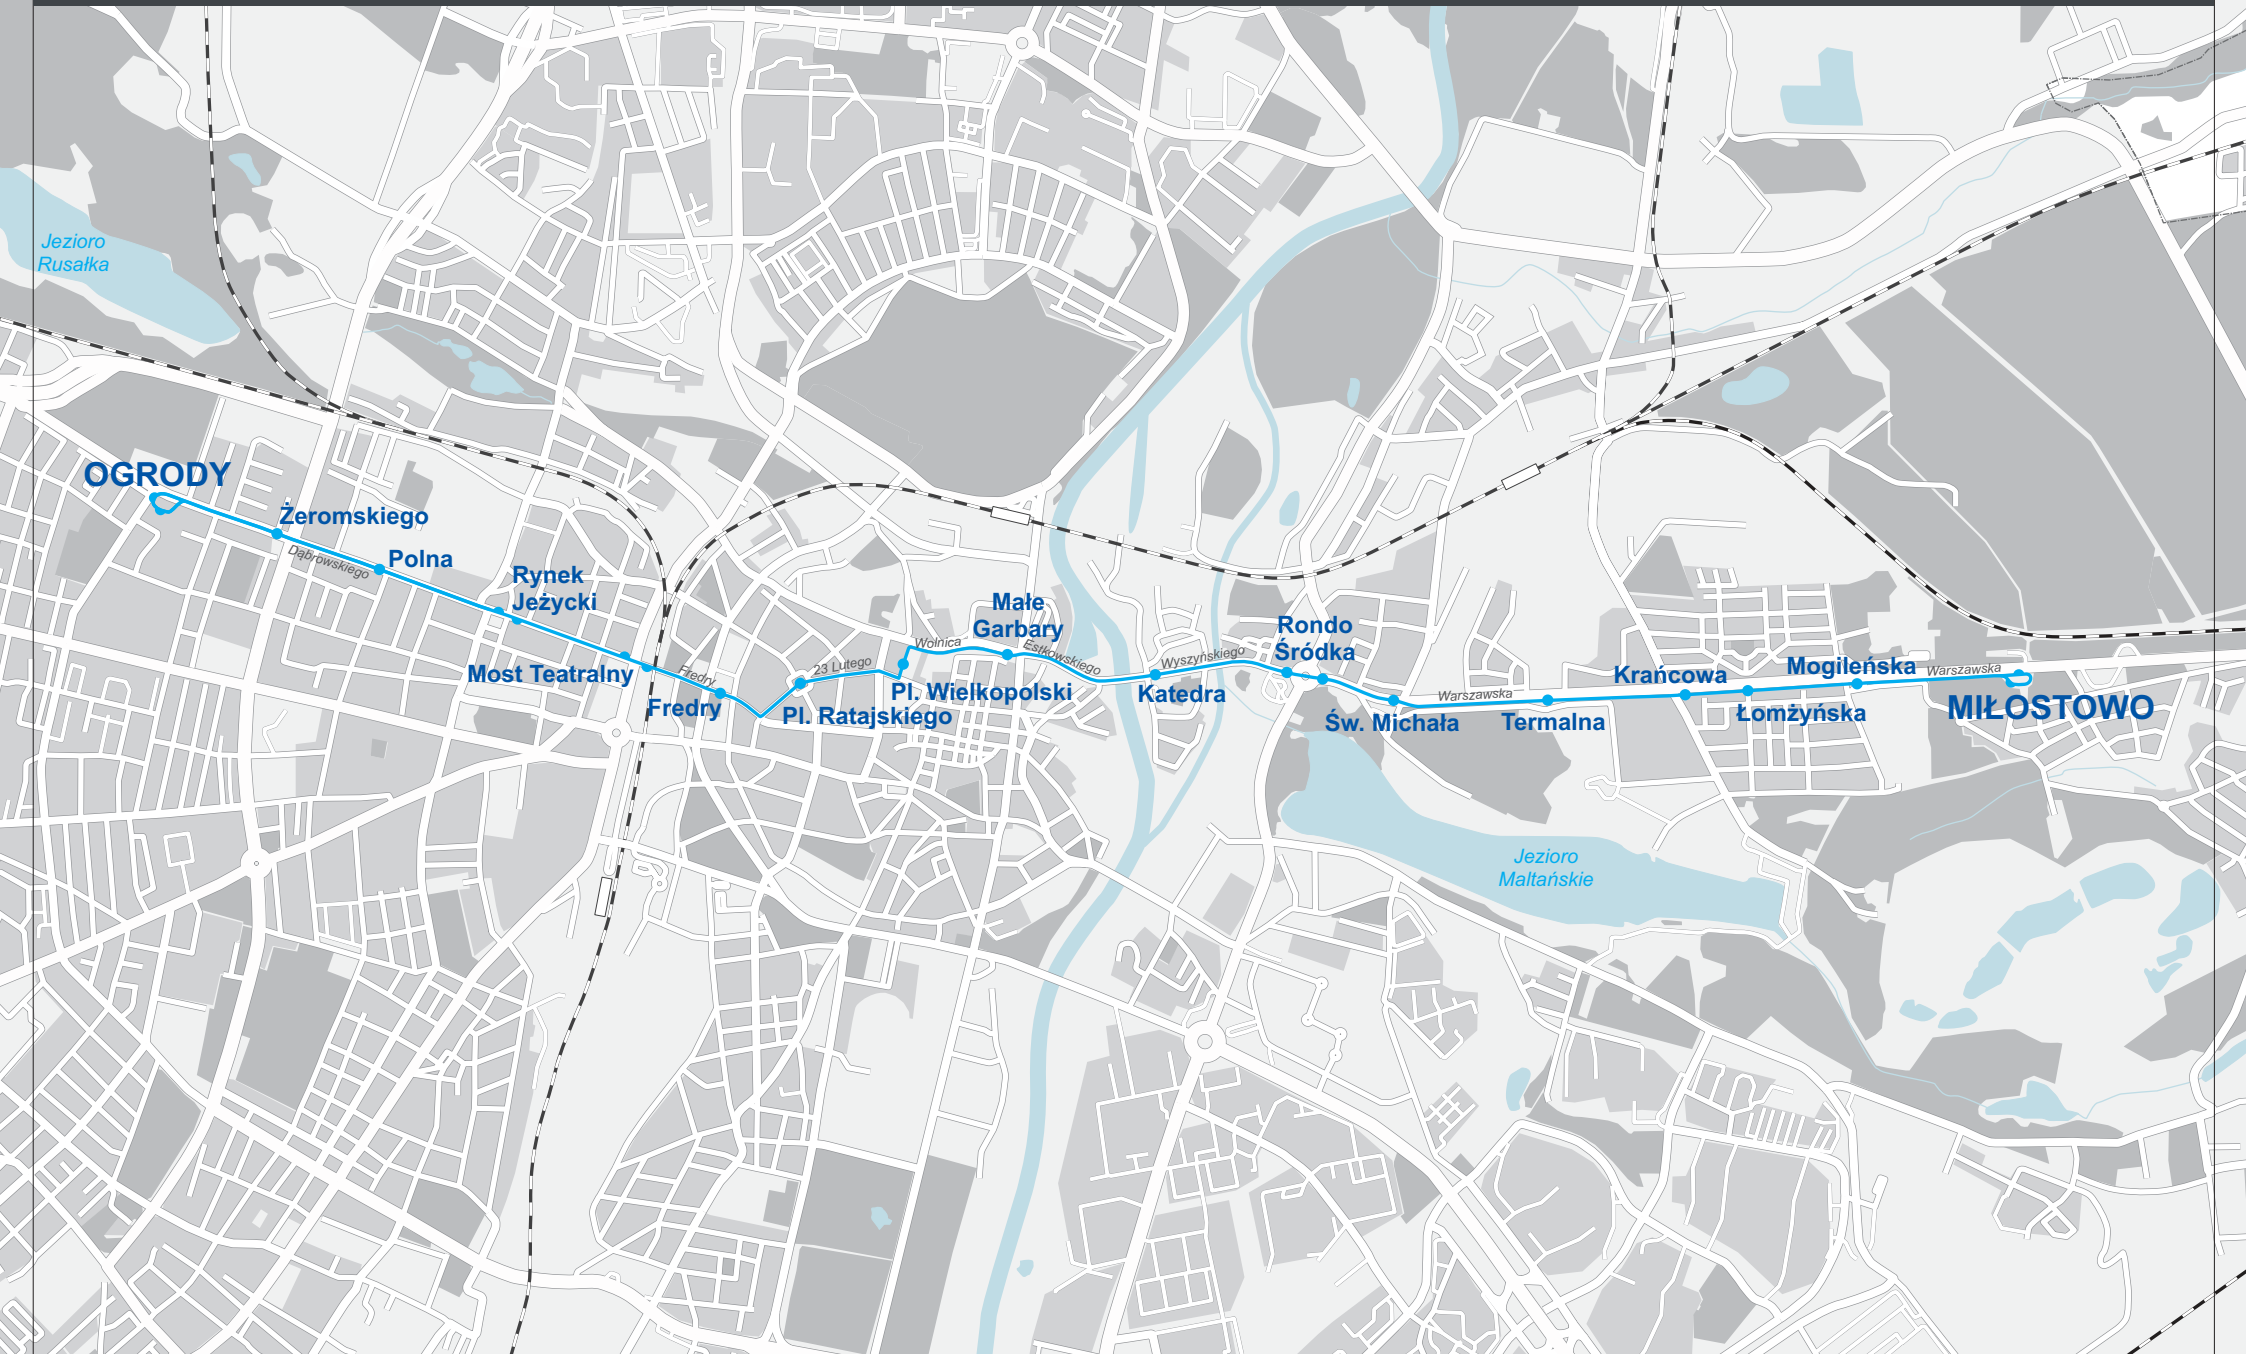 Jezioro
Rusałka
OGRODY
Żeromskiego
Dąbrowskiego
Polna
Rynek
Jeżycki
Most Teatralny
Fredry
Fredry
23 Lutego
Pl. Ratajskiego
Wolnica
Pl. Wielkopolski
Małe
Garbary
Estkowskiego
Katedra
Wyszyńskiego
Rondo
Śródka
Św. Michała
Warszawska
Termalna
Krańcowa
Łomżyńska
Mogileńska
Warszawska
MIŁOSTOWO
Jezioro
Maltańskie